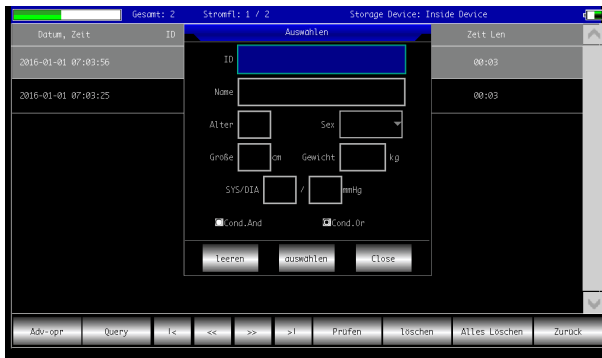 Gesamt: 2 Stromfl: 1 / 2 Storage Device: Inside Device
Datum, Zeit ID Auswahlen Zeit Len
2016-01-01 07:03:56 ID 00:03
2016-01-01 07:03:25 Name 00:03
Alter Sex
Große cm Gewicht kg
SYS/DIA / mmHg
Cond.And Cond.Or
leeren auswählen Close
Adv-opr Query !< << >> >! Prüfen löschen Alles Löschen Zurück